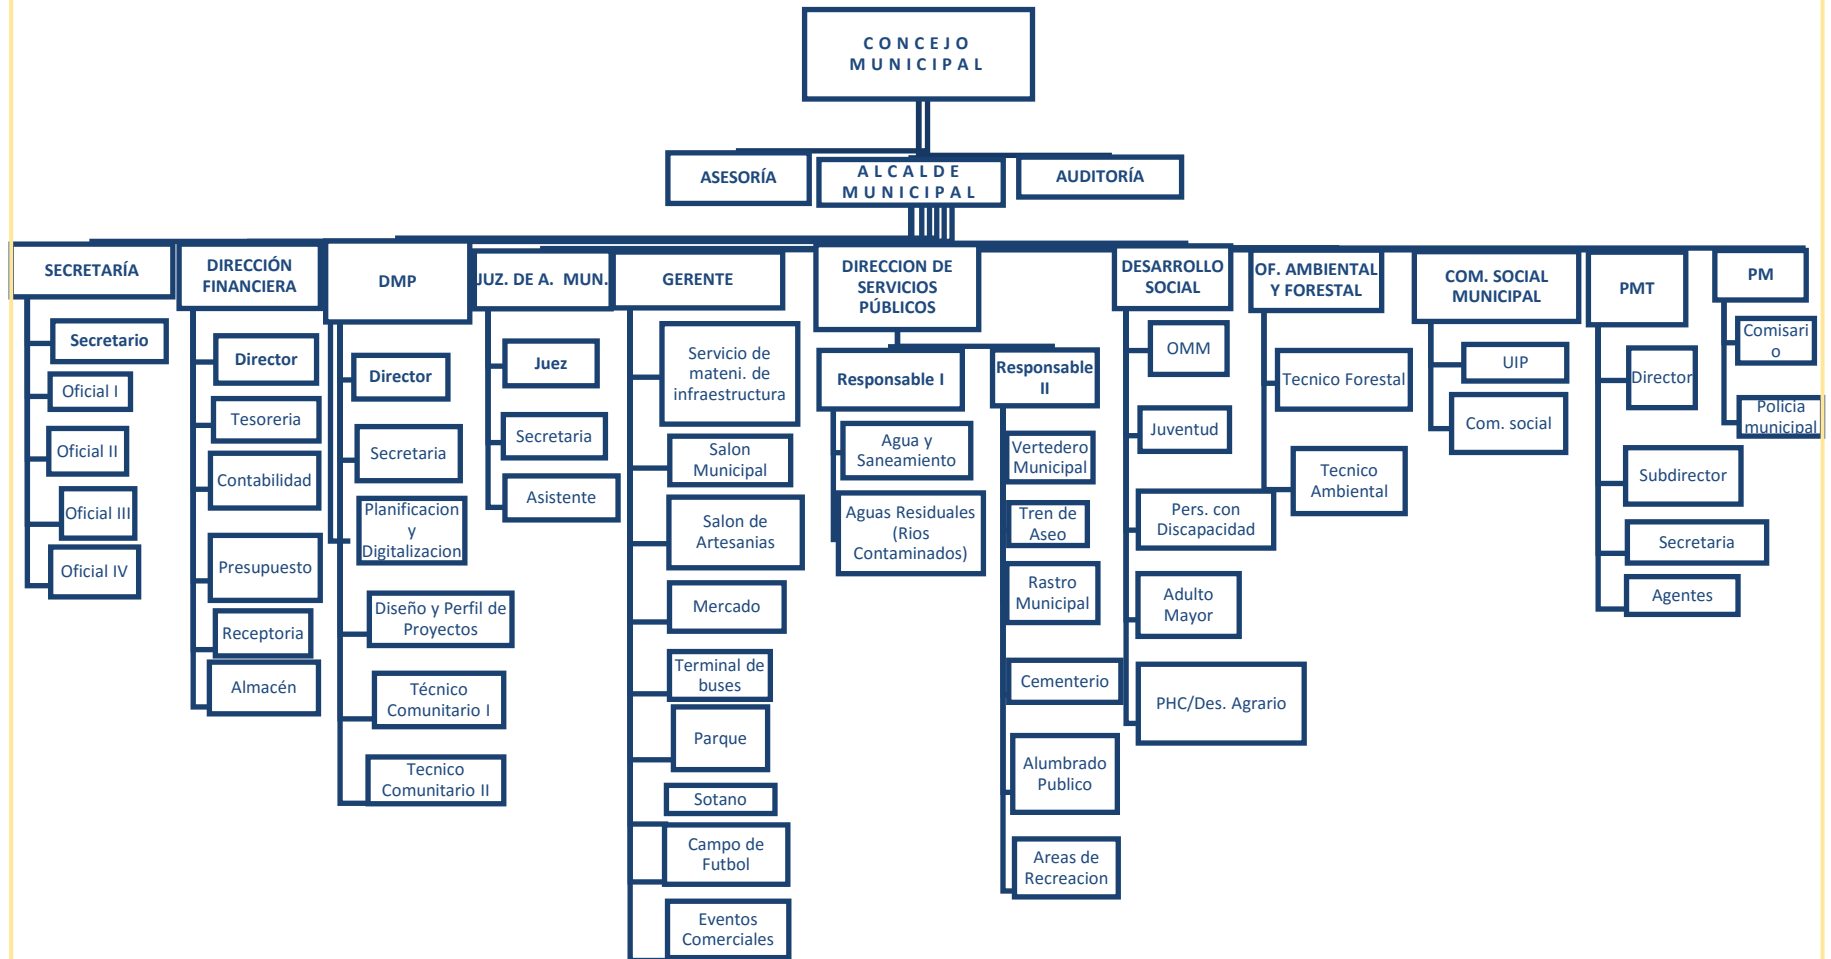 CONCEJO
MUNICIPAL
ASESORÍA
ALCALDE
MUNICIPAL
AUDITORÍA
SECRETARÍA
Secretario
Oficial I
Oficial II
Oficial III
Oficial IV
DIRECCIÓN
FINANCIERA
Director
Tesoreria
Contabilidad
Presupuesto
Receptoria
Almacén
DMP
Director
Secretaria
Planificacion
y
Digitalizacion
Diseño y Perfil de
Proyectos
Técnico
Comunitario I
Tecnico
Comunitario II
JUZ. DE A. MUN.
Juez
Secretaria
Asistente
GERENTE
Servicio de
mateni. de
infraestructura
Salon
Municipal
Salon de
Artesanias
Mercado
Terminal de
buses
Parque
Sotano
Campo de
Futbol
Eventos
Comerciales
DIRECCION DE
SERVICIOS
PÚBLICOS
Responsable I
Agua y
Saneamiento
Aguas Residuales
(Rios
Contaminados)
Responsable
II
Vertedero
Municipal
Tren de
Aseo
Rastro
Municipal
Cementerio
Alumbrado
Publico
Areas de
Recreacion
DESARROLLO
SOCIAL
OMM
Juventud
Pers. con
Discapacidad
Adulto
Mayor
PHC/Des. Agrario
OF. AMBIENTAL
Y FORESTAL
Tecnico Forestal
Tecnico
Ambiental
COM. SOCIAL
MUNICIPAL
UIP
Com. social
PMT
Director
Subdirector
Secretaria
Agentes
PM
Comisari
o
Policia
municipal